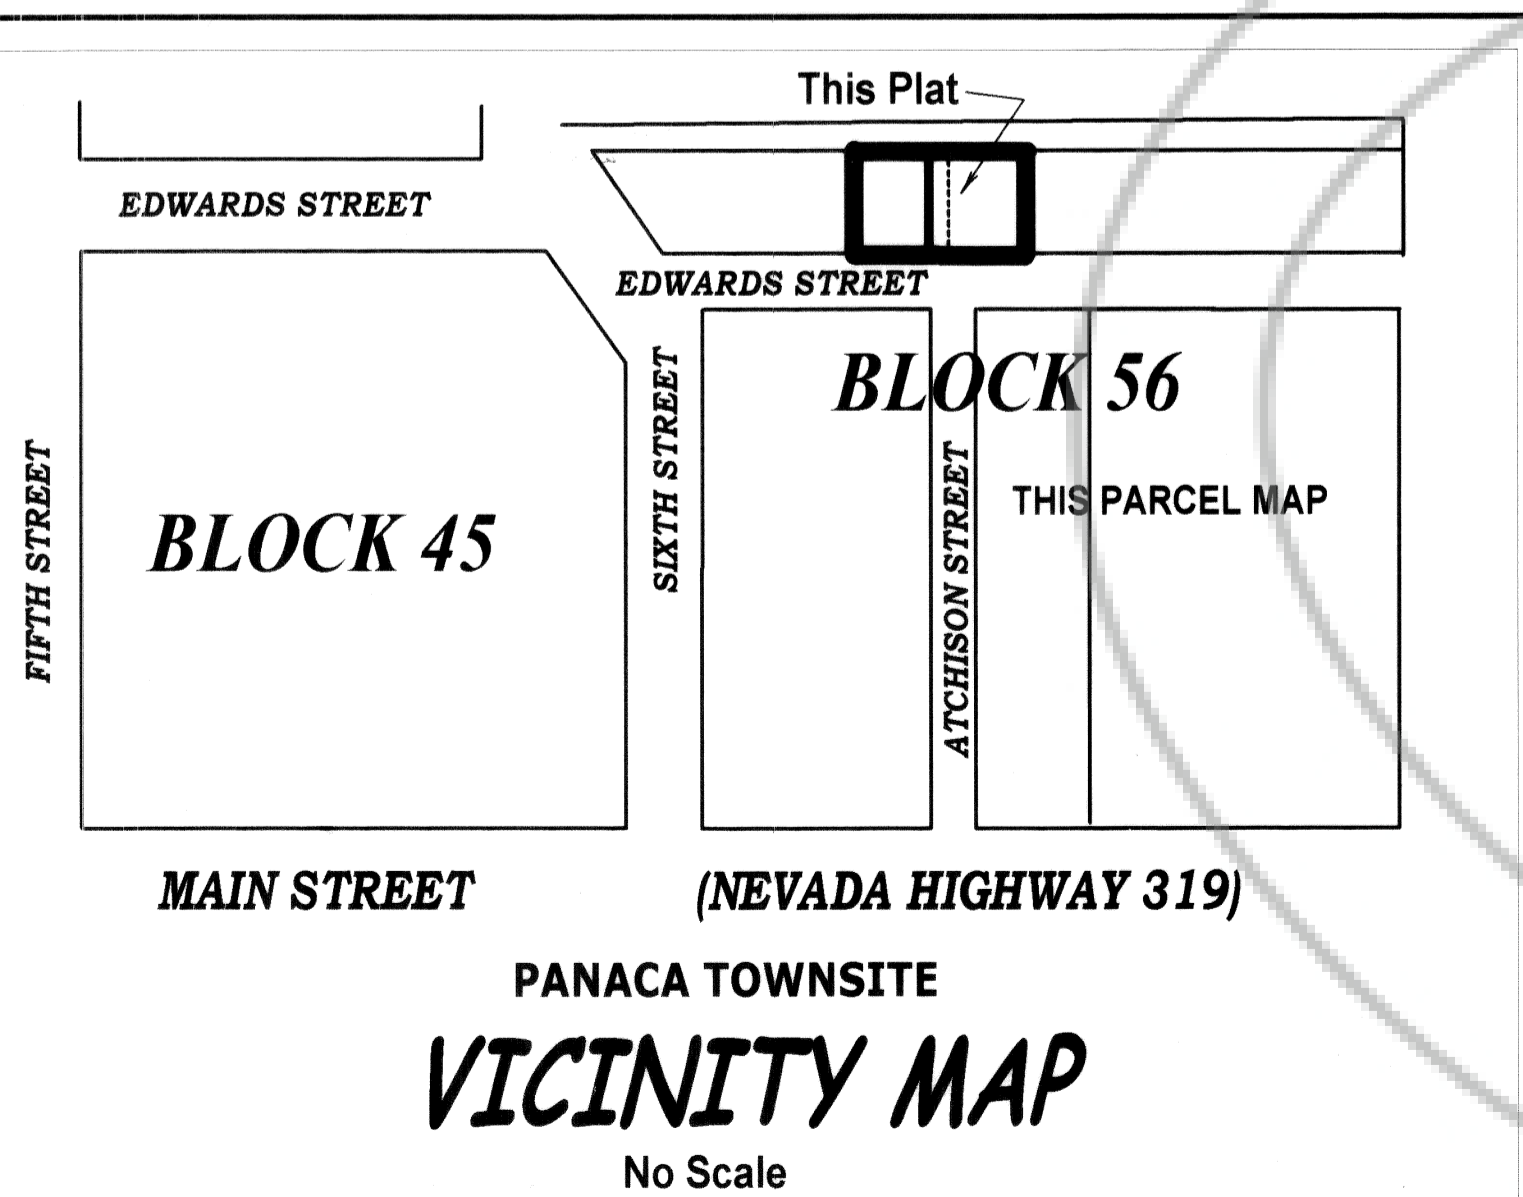 This Plat
EDWARDS STREET
EDWARDS STREET
BLOCK 56
FIFTH STREET
BLOCK 45
SIXTH STREET
ATCHISON STREET
THIS PARCEL MAP
MAIN STREET
(NEVADA HIGHWAY 319)
PANACA TOWNSITE
VICINITY MAP
No Scale